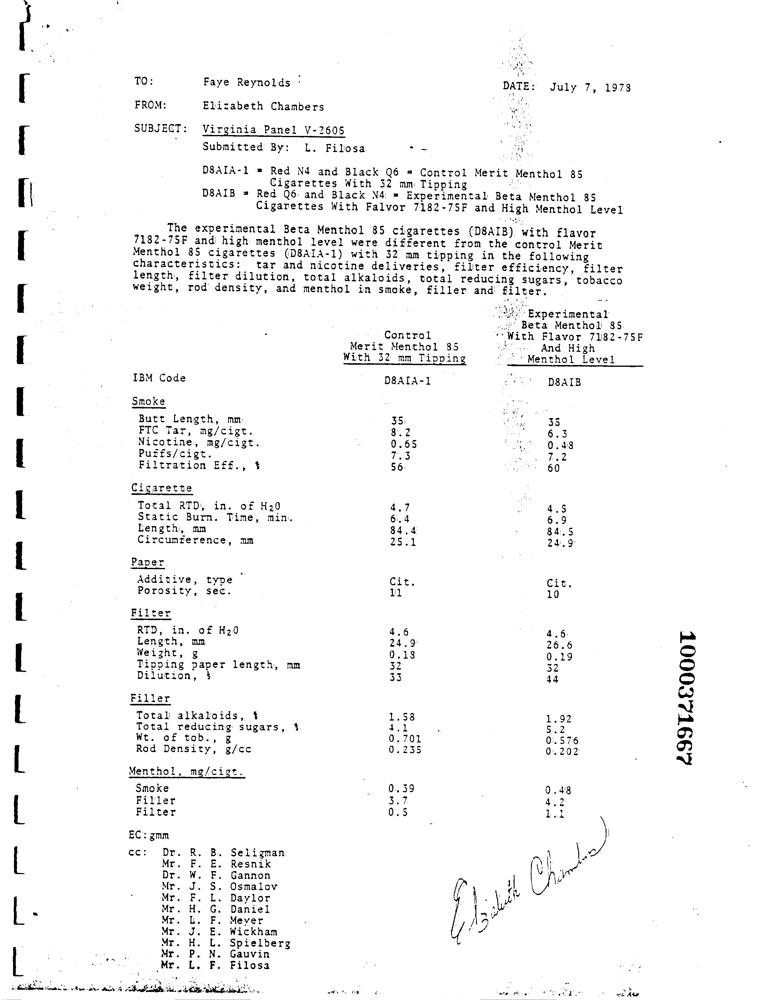 TO: Faye Reynolds
DATE: July 7, 1978
FROM: Elizabeth Chambers
SUBJECT: Virginia Panel V-2605
Submitted By: L. Filosa
D8AIA-1 = Red N4 and Black Q6 = Control Merit Menthol 85
Cigarettes With 32 mm Tipping
D8AIB = Red Q6 and Black N4 = Experimental Beta Menthol 85
Cigarettes With Falvor 7182-75F and High Menthol Level
The experimental Beta Menthol 85 cigarettes (D8AIB) with flavor
7182-75F and high menthol level were different from the control Merit
Menthol 85 cigarettes (D8AIA-1) with 32 mm tipping in the following
characteristics: tar and nicotine deliveries, filter efficiency, filter
length, filter dilution, total alkaloids, total reducing sugars, tobacco
weight, rod density, and menthol in smoke, filler and filter.
Control
Merit Menthol 85
With 32 mm Tipping
Experimental
Beta Menthol 85
With Flavor 7182-75F
And High
Menthol Level
IBM Code D8AIA-1 D8AIB
Smoke
Butt Length, mm 35 35
FTC Tar, mg/cigt. 8.2 6.3
Nicotine, mg/cigt. 0.65 0.48
Puffs/cigt. 7.3 7.2
Filtration Eff., % 56 60
Cigarette
Total RTD, in. of H2O 4.7 4.5
Static Burn. Time, min. 6.4 6.9
Length, mm 84.4 84.5
Circumference, mm 25.1 24.9
Paper
Additive, type Cit. Cit.
Porosity, sec. 11 10
Filter
RTD, in. of H2O 4.6 4.6
Length, mm 24.9 26.6
Weight, g 0.18 0.19
Tipping paper length, mm 32 32
Dilution, % 33 44
Filler
Total alkaloids, % 1.58 1.92
Total reducing sugars, % 4.1 5.2
Wt. of tob., g 0.701 0.576
Rod Density, g/cc 0.235 0.202
Menthol, mg/cigt.
Smoke 0.39 0.48
Filler 3.7 4.2
Filter 0.5 1.1
EC:gmm
cc: Dr. R. B. Seligman
Mr. F. E. Resnik
Dr. W. F. Gannon
Mr. J. S. Osmalov
Mr. F. L. Daylor
Mr. H. G. Daniel
Mr. L. F. Meyer
Mr. J. E. Wickham
Mr. H. L. Spielberg
Mr. P. N. Gauvin
Mr. L. F. Filosa
Elizabeth Chambers
1000371667